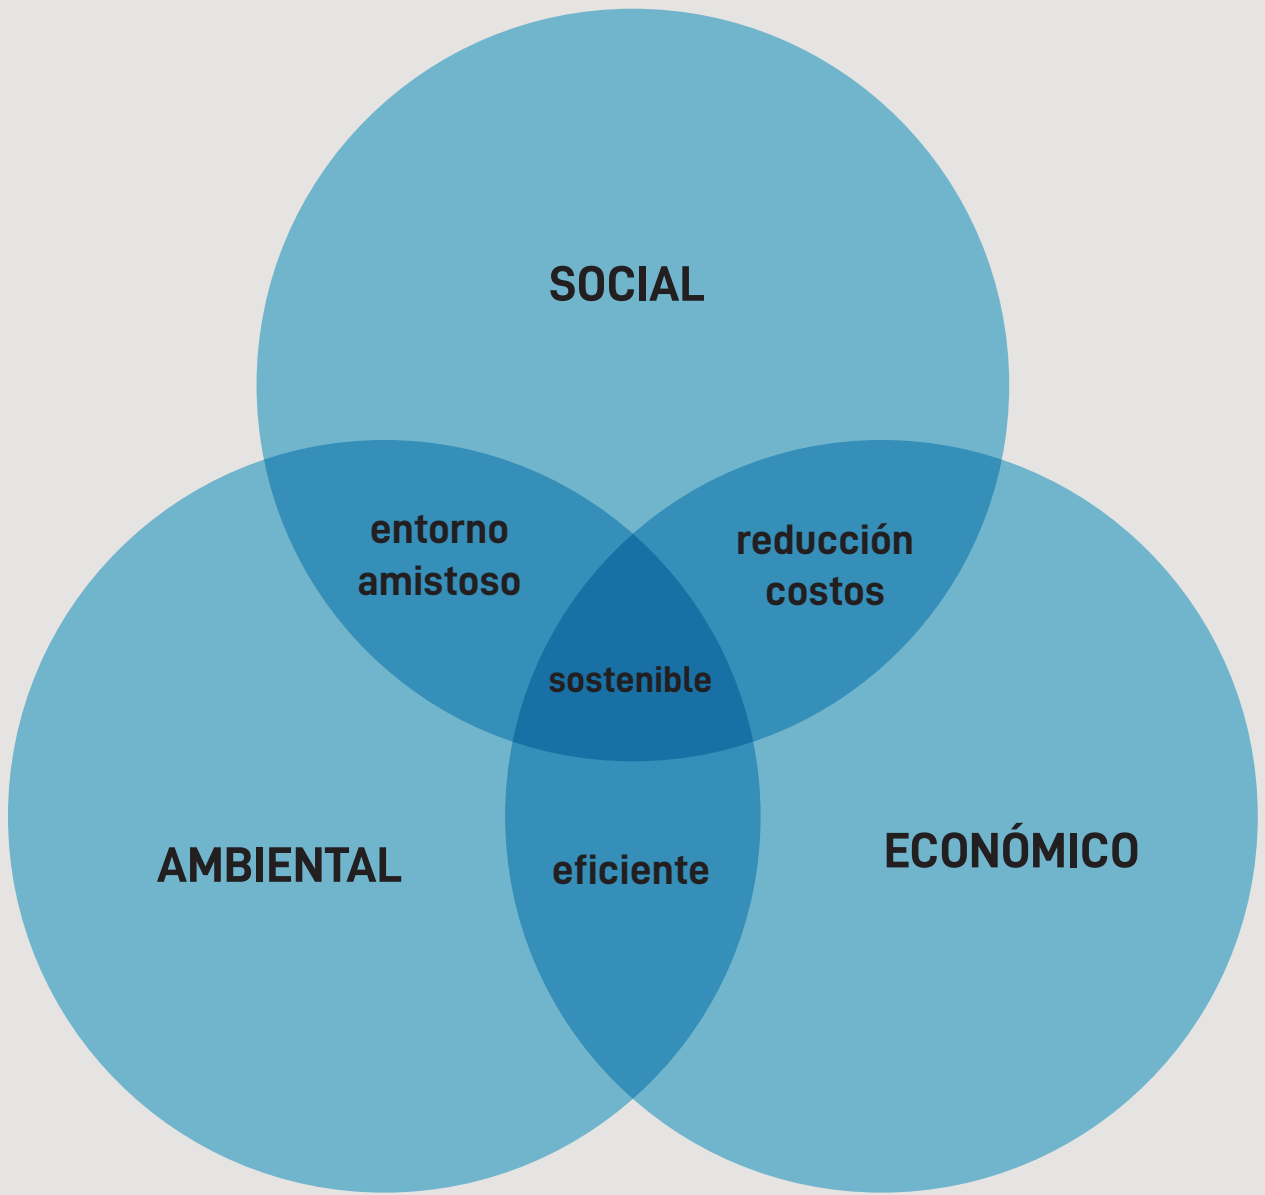 SOCIAL
entorno
amistoso
reducción
costos
sostenible
AMBIENTAL
eficiente
ECONÓMICO